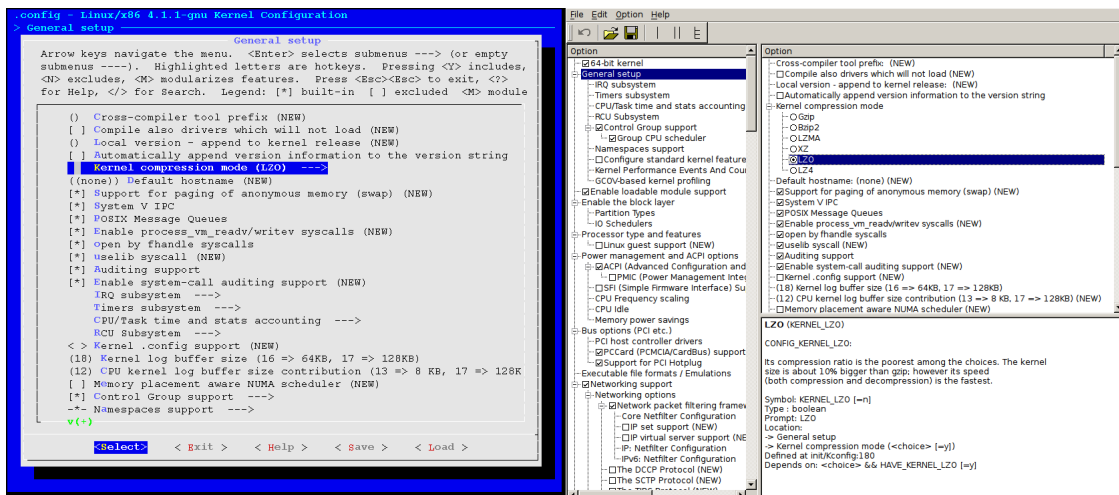 .config - Linux/x86 4.1.1-gnu Kernel Configuration
> General setup
General setup
Arrow keys navigate the menu. <Enter> selects submenus ---> (or empty
submenus ----). Highlighted letters are hotkeys. Pressing <Y> includes,
<N> excludes, <M> modularizes features. Press <Esc><Esc> to exit, <?>
for Help, </> for Search. Legend: [*] built-in [ ] excluded <M> module
() Cross-compiler tool prefix (NEW)
[ ] Compile also drivers which will not load (NEW)
() Local version - append to kernel release (NEW)
[ ] Automatically append version information to the version string
Kernel compression mode (LZO) --->
((none)) Default hostname (NEW)
[*] Support for paging of anonymous memory (swap) (NEW)
[*] System V IPC
[*] POSIX Message Queues
[*] Enable process_vm_readv/writev syscalls (NEW)
[*] open by fhandle syscalls
[*] uselib syscall (NEW)
[*] Auditing support
[*] Enable system-call auditing support (NEW)
IRQ subsystem --->
Timers subsystem --->
CPU/Task time and stats accounting --->
RCU Subsystem --->
< > Kernel .config support (NEW)
(18) Kernel log buffer size (16 => 64KB, 17 => 128KB)
(12) CPU kernel log buffer size contribution (13 => 8 KB, 17 => 128K
[ ] Memory placement aware NUMA scheduler (NEW)
[*] Control Group support --->
-*- Namespaces support --->
v(+)
<Select> < Exit > < Help > < Save > < Load >
File Edit Option Help
Option
64-bit kernel
General setup
IRQ subsystem
Timers subsystem
CPU/Task time and stats accounting
RCU Subsystem
Control Group support
Group CPU scheduler
Namespaces support
Configure standard kernel feature
Kernel Performance Events And Cou
GCOV-based kernel profiling
Enable loadable module support
Enable the block layer
Partition Types
IO Schedulers
Processor type and features
Linux guest support (NEW)
Power management and ACPI options
ACPI (Advanced Configuration and
PMIC (Power Management Inte
SFI (Simple Firmware Interface) Su
CPU Frequency scaling
CPU Idle
Memory power savings
Bus options (PCI etc.)
PCI host controller drivers
PCCard (PCMCIA/CardBus) support
Support for PCI Hotplug
Executable file formats / Emulations
Networking support
Networking options
Network packet filtering framew
Core Netfilter Configuration
IP set support (NEW)
IP virtual server support (NE
IP: Netfilter Configuration
IPv6: Netfilter Configuration
The DCCP Protocol (NEW)
The SCTP Protocol (NEW)
Option
Cross-compiler tool prefix: (NEW)
Compile also drivers which will not load (NEW)
Local version - append to kernel release: (NEW)
Automatically append version information to the version string
Kernel compression mode
Gzip
Bzip2
LZMA
XZ
LZO
LZ4
Default hostname: (none) (NEW)
Support for paging of anonymous memory (swap) (NEW)
System V IPC
POSIX Message Queues
Enable process_vm_readv/writev syscalls (NEW)
open by fhandle syscalls
uselib syscall (NEW)
Auditing support
Enable system-call auditing support (NEW)
Kernel .config support (NEW)
(18) Kernel log buffer size (16 => 64KB, 17 => 128KB)
(12) CPU kernel log buffer size contribution (13 => 8 KB, 17 => 128KB) (NEW)
Memory placement aware NUMA scheduler (NEW)
LZO (KERNEL_LZO)
CONFIG_KERNEL_LZO:
Its compression ratio is the poorest among the choices. The kernel
size is about 10% bigger than gzip; however its speed
(both compression and decompression) is the fastest.
Symbol: KERNEL_LZO [=n]
Type : boolean
Prompt: LZO
Location:
-> General setup
-> Kernel compression mode (<choice> [=y])
Defined at init/Kconfig:180
Depends on: <choice> && HAVE_KERNEL_LZO [=y]